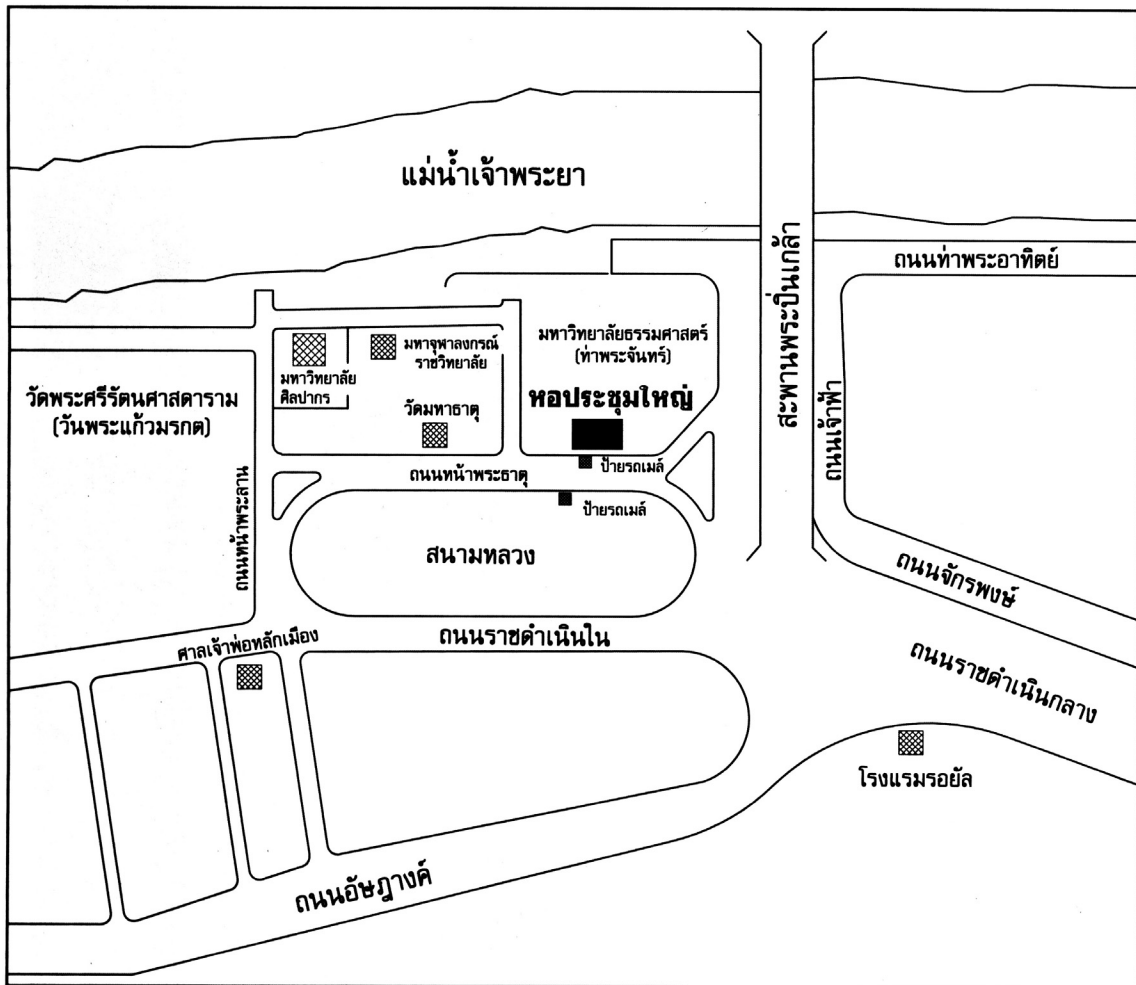 แม่น้ำเจ้าพระยา
สะพานพระปิ่นเกล้า
ถนนท่าพระอาทิตย์
มหาวิทยาลัยธรรมศาสตร์
(ท่าพระจันทร์)
มหาจุฬาลงกรณ์
ราชวิทยาลัย
มหาวิทยาลัย
ศิลปากร
วัดพระศรีรัตนศาสดาราม
(วันพระแก้วมรกต)
หอประชุมใหญ่
วัดมหาธาตุ
ถนนเจ้าฟ้า
ป้ายรถเมล์
ถนนหน้าพระธาตุ
ป้ายรถเมล์
ถนนหน้าพระลาน
สนามหลวง
ถนนจักรพงษ์
ศาลเจ้าพ่อหลักเมือง
ถนนราชดำเนินใน
ถนนราชดำเนินกลาง
โรงแรมรอยัล
ถนนอัษฎางค์